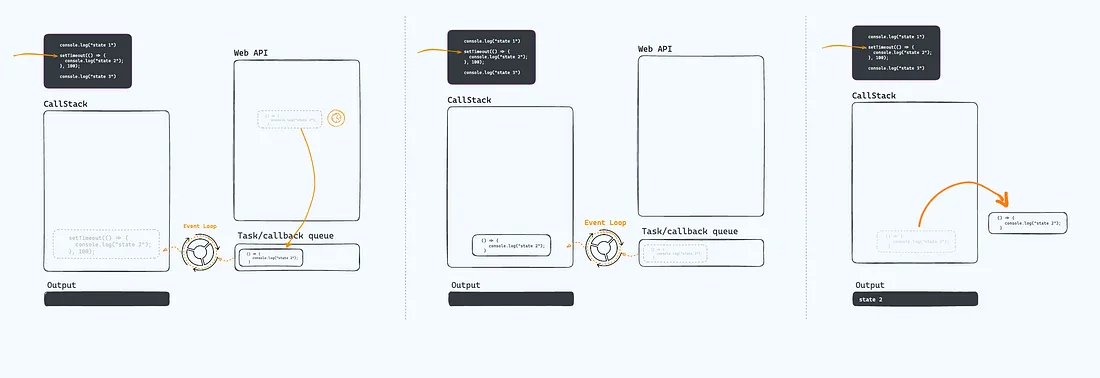 console.log("state 1")
setTimeout(() => {
console.log("state 2");
}, 100);
console.log("state 3")
CallStack
setTimeout(() => {
console.log("state 2");
}, 100);
Output
Web API
() => {
console.log("state 2");
}
Event Loop
Task/callback queue
() => {
console.log("state 2");
}
console.log("state 1")
setTimeout(() => {
console.log("state 2");
}, 100);
console.log("state 3")
CallStack
() => {
console.log("state 2");
}
Output
Web API
Event Loop
Task/callback queue
() => {
console.log("state 2");
}
console.log("state 1")
setTimeout(() => {
console.log("state 2");
}, 100);
console.log("state 3")
CallStack
() => {
console.log("state 2");
}
() => {
console.log("state 2");
}
Output
state 2